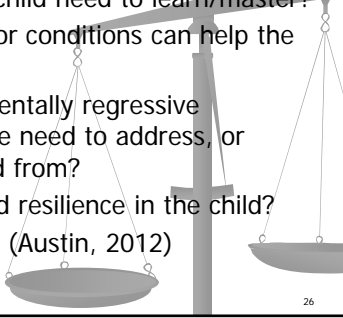 child need to learn/master?
or conditions can help the
entally regressive
e need to address, or
d from?
d resilience in the child?
(Austin, 2012)
26